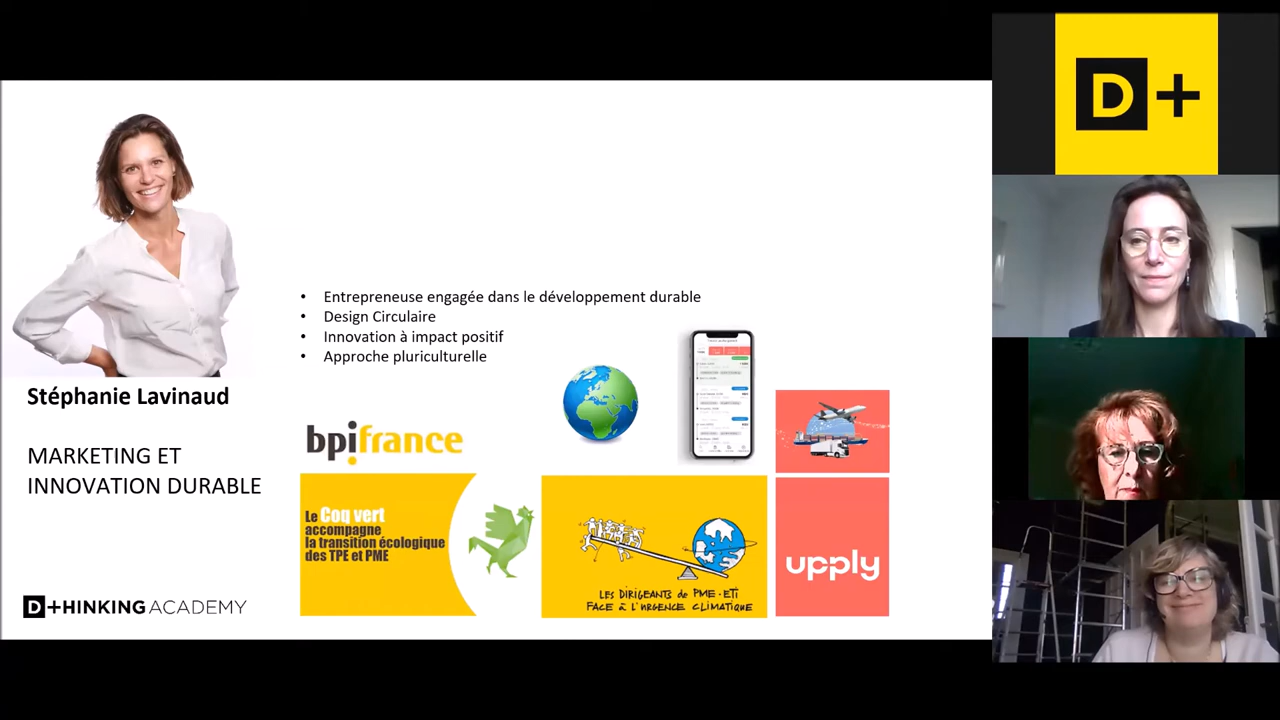 D+
Stéphanie Lavinaud
MARKETING ET
INNOVATION DURABLE
D+HINKING ACADEMY
• Entrepreneuse engagée dans le développement durable
• Design Circulaire
• Innovation à impact positif
• Approche pluriculturelle
bpifrance
Le Coq vert
accompagne
la transition écologique
des TPE et PME
LES DIRIGEANTS de PME-ETI
FACE à L'URGENCE CLIMATIQUE
upply